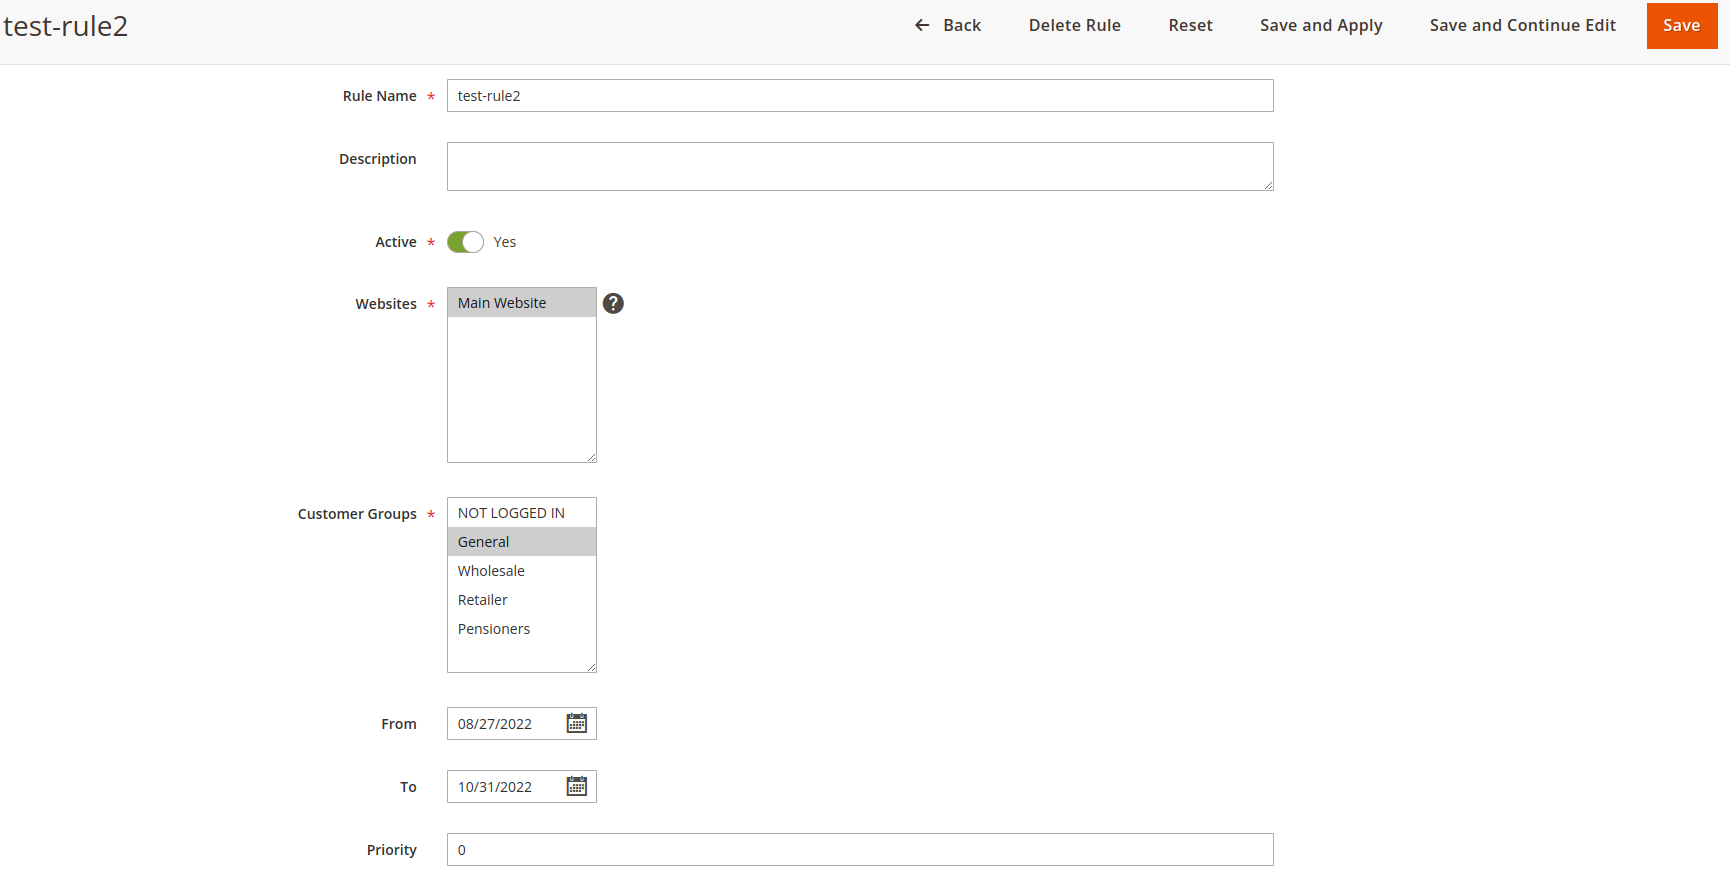 test-rule2
Back Delete Rule Reset Save and Apply Save and Continue Edit Save
Rule Name * test-rule2
Description
Active * Yes
Websites * Main Website ?
Customer Groups * NOT LOGGED IN
General
Wholesale
Retailer
Pensioners
From 08/27/2022
To 10/31/2022
Priority 0